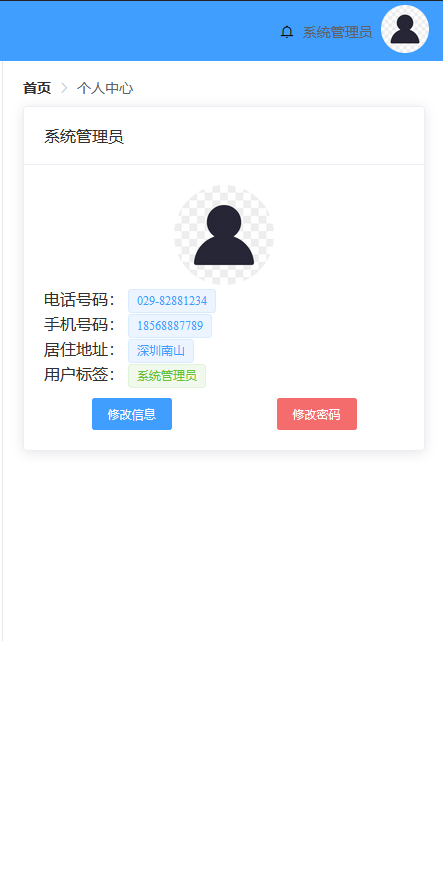 系统管理员
首页 > 个人中心
系统管理员
电话号码： 029-82881234
手机号码： 18568887789
居住地址： 深圳南山
用户标签： 系统管理员
修改信息 修改密码